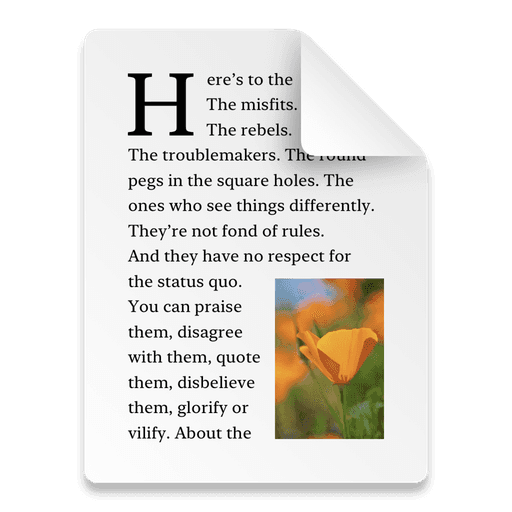 Here’s to the
The misfits.
The rebels.
The troublemakers. The round
pegs in the square holes. The
ones who see things differently.
They’re not fond of rules.
And they have no respect for
the status quo.
You can praise
them, disagree
with them, quote
them, disbelieve
them, glorify or
vilify. About the